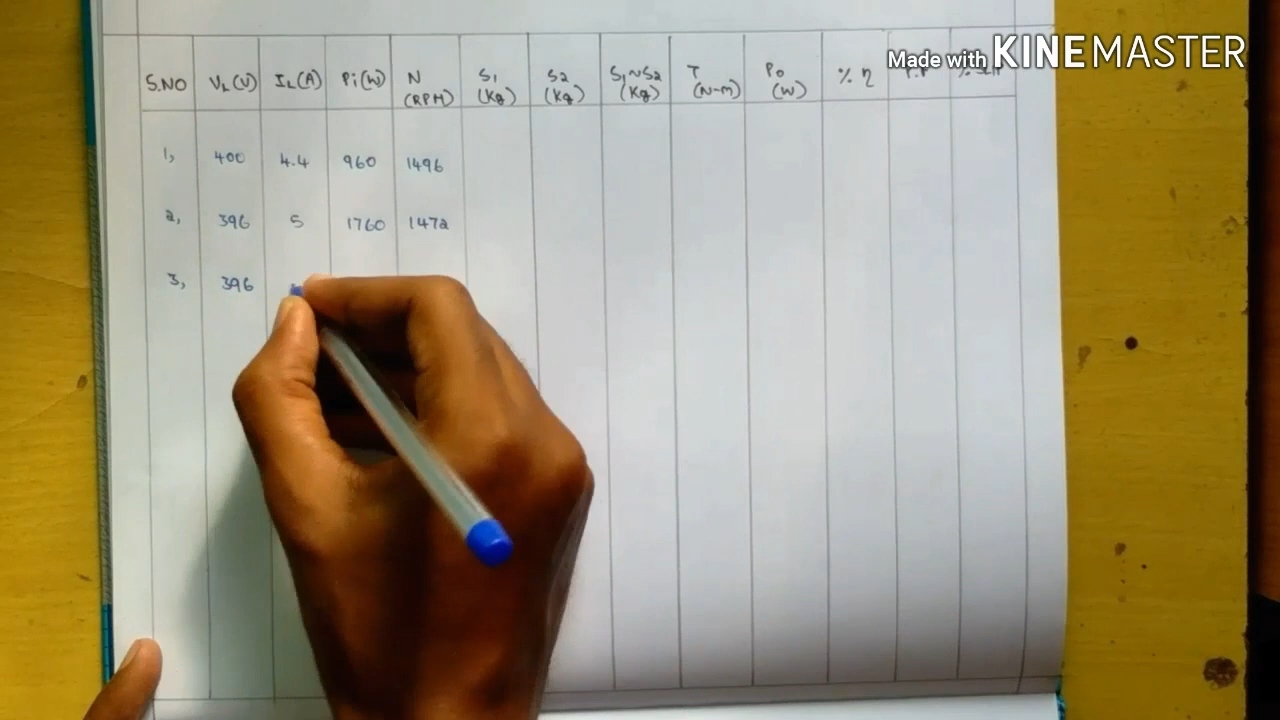 Made with KINEMASTER
S.NO VL(V) IL(A) Pi(W) N (RPM) S1 (Kg) S2 (Kg) S1~S2 (Kg) T (N-m) Po (W) % η
1, 400 4.4 960 1496
2, 396 5 1760 1472
3, 396